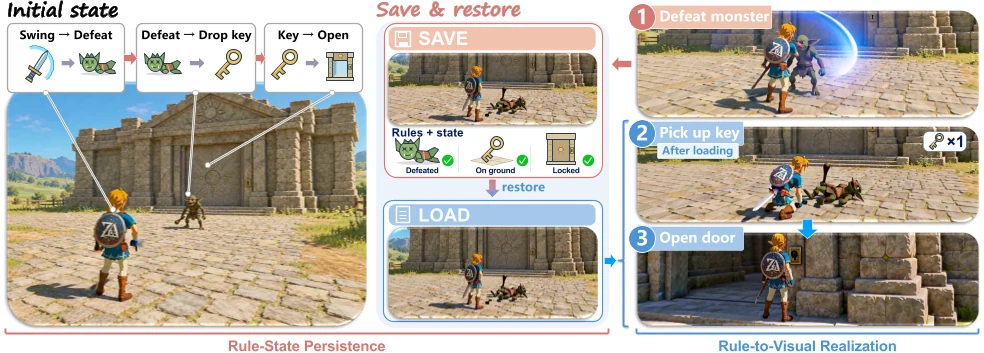 Initial state
Swing → Defeat
Defeat → Drop key
Key → Open
Save & restore
SAVE
Rules + state
Defeated
On ground
Locked
restore
LOAD
1 Defeat monster
2 Pick up key
After loading
×1
3 Open door
Rule-State Persistence
Rule-to-Visual Realization